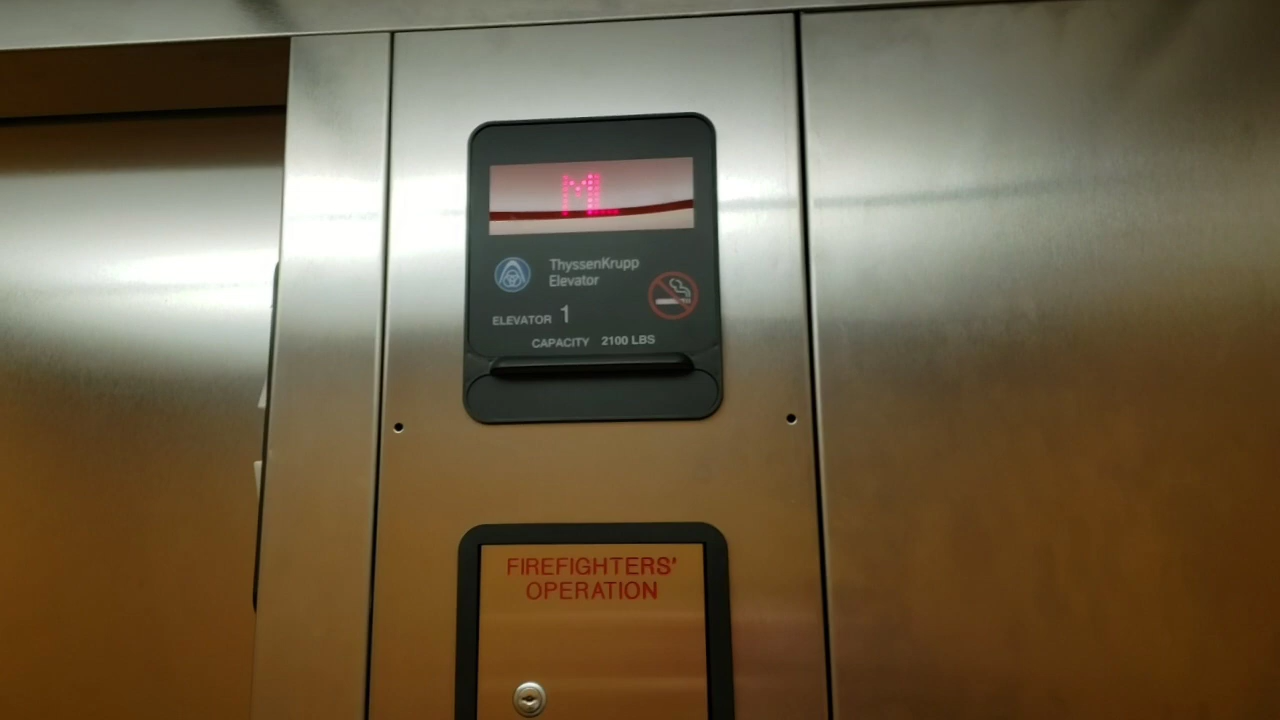 ML
ThyssenKrupp
Elevator
ELEVATOR 1
CAPACITY 2100 LBS
FIREFIGHTERS'
OPERATION